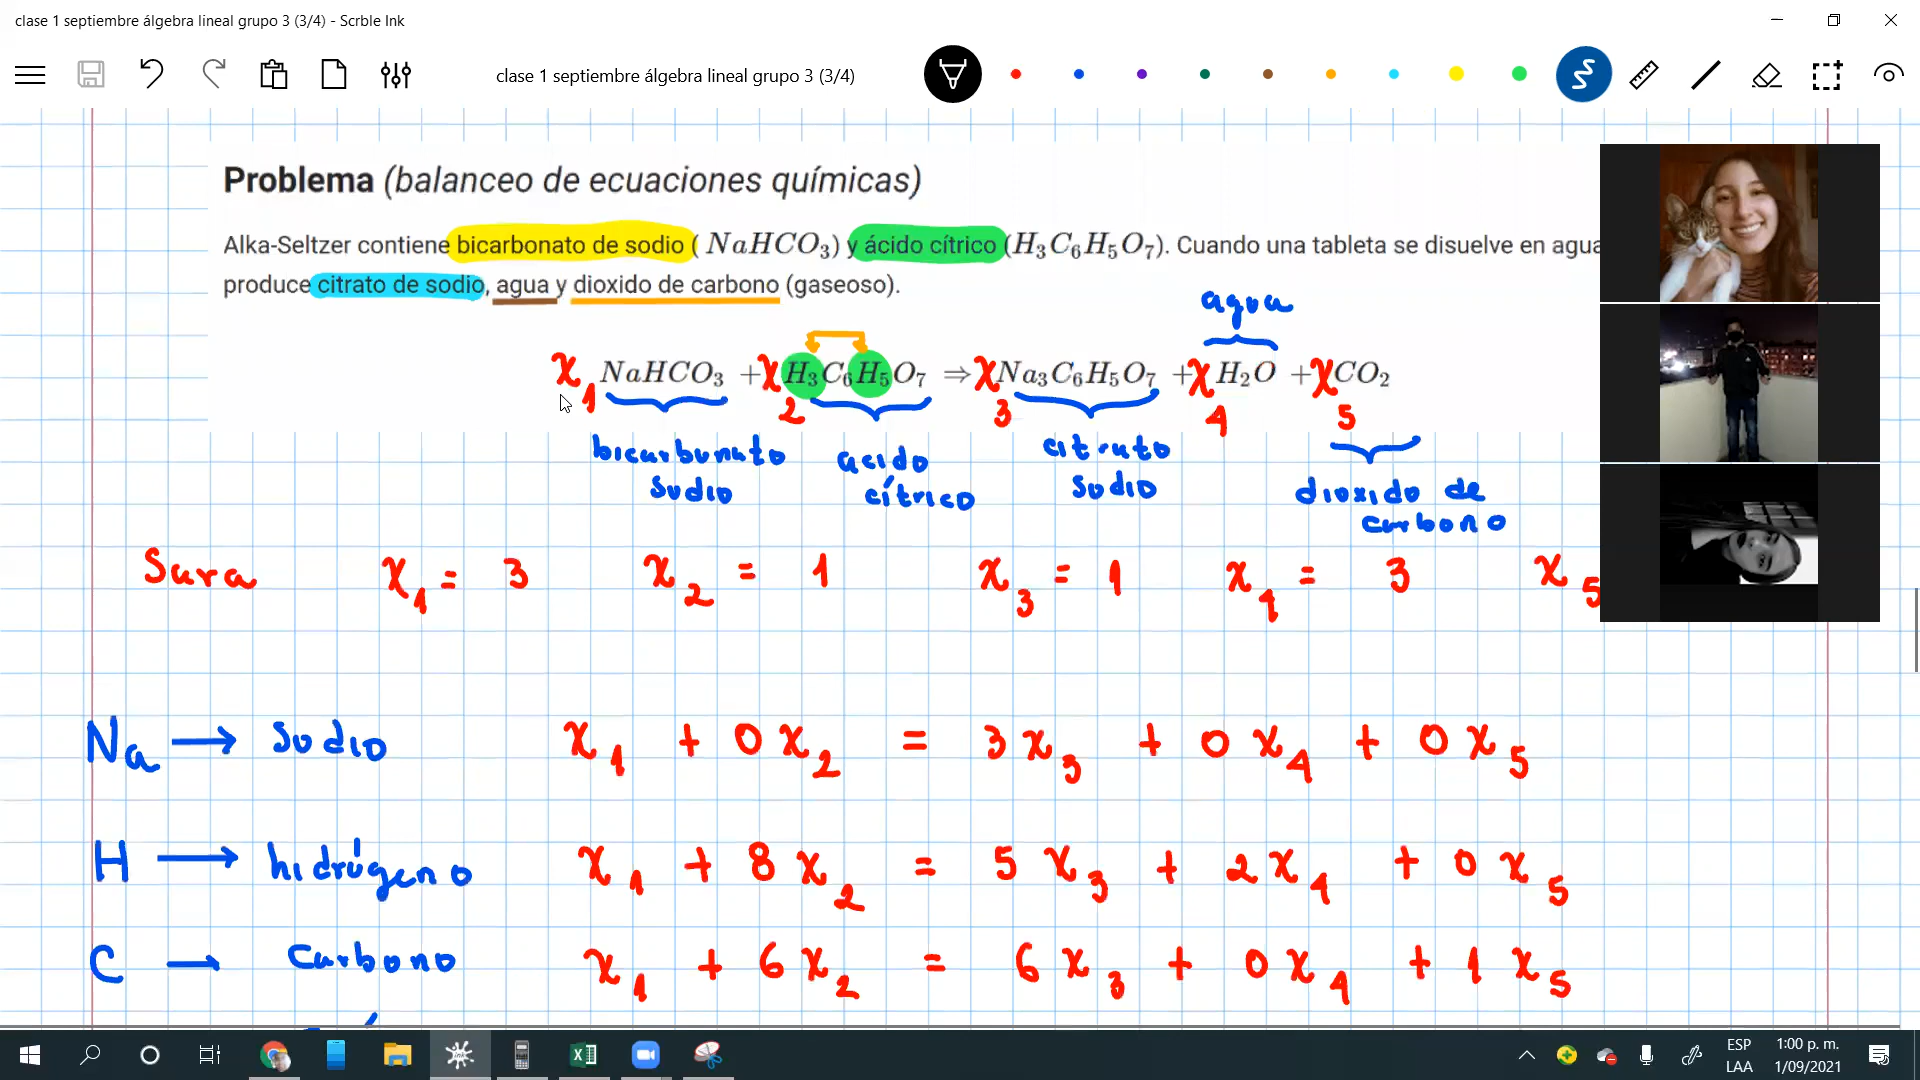 clase 1 septiembre álgebra lineal grupo 3 (3/4) - Scrble Ink
clase 1 septiembre álgebra lineal grupo 3 (3/4)
Problema (balanceo de ecuaciones químicas)
Alka-Seltzer contiene bicarbonato de sodio ( NaHCO₃) y ácido cítrico (H₃C₆H₅O₇). Cuando una tableta se disuelve en agua
produce citrato de sodio, agua y dioxido de carbono (gaseoso).
agua
x₁ NaHCO₃ + x₂ H₃C₆H₅O₇ ⇒ x₃ Na₃C₆H₅O₇ + x₄ H₂O + x₅ CO₂
bicarbonato sodio
acido cítrico
citrato sodio
dioxido de carbono
Sara x₁ = 3 x₂ = 1 x₃ = 1 x₄ = 3 x₅
Na → sodio x₁ + 0x₂ = 3x₃ + 0x₄ + 0x₅
H → hidrógeno x₁ + 8x₂ = 5x₃ + 2x₄ + 0x₅
C → Carbono x₁ + 6x₂ = 6x₃ + 0x₄ + 1x₅
ESP 1:00 p. m.
LAA 1/09/2021